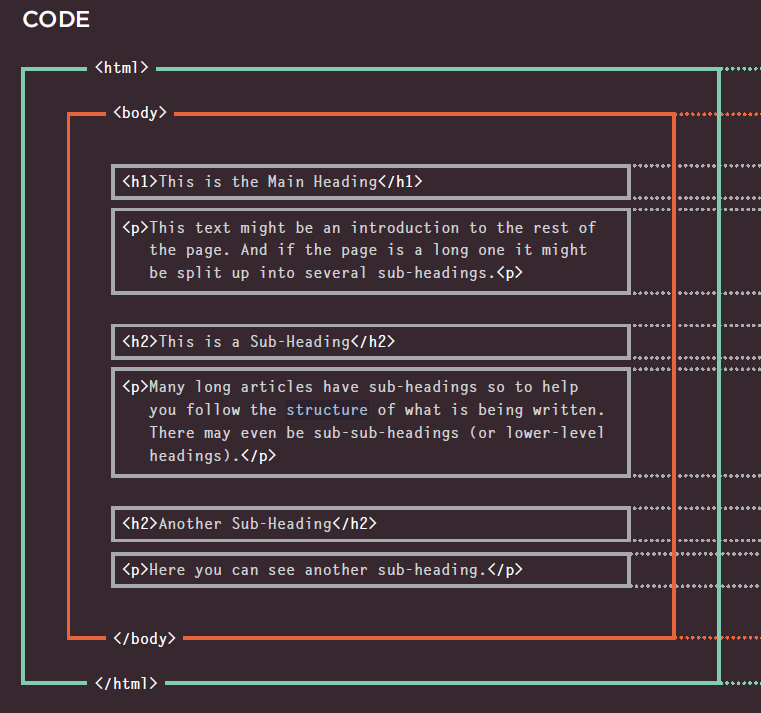 CODE
<html>
<body>
<h1>This is the Main Heading</h1>
<p>This text might be an introduction to the rest of
the page. And if the page is a long one it might
be split up into several sub-headings.<p>
<h2>This is a Sub-Heading</h2>
<p>Many long articles have sub-headings so to help
you follow the structure of what is being written.
There may even be sub-sub-headings (or lower-level
headings).</p>
<h2>Another Sub-Heading</h2>
<p>Here you can see another sub-heading.</p>
</body>
</html>